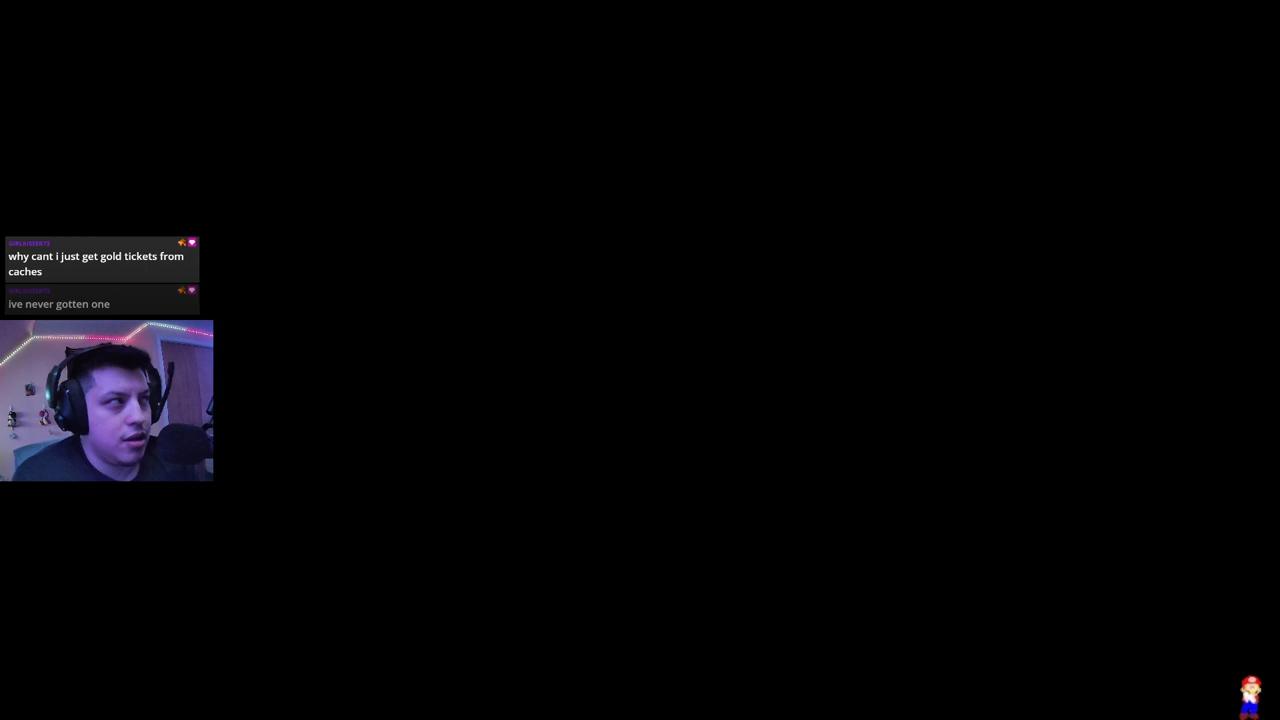 why cant i just get gold tickets from
caches
ive never gotten one